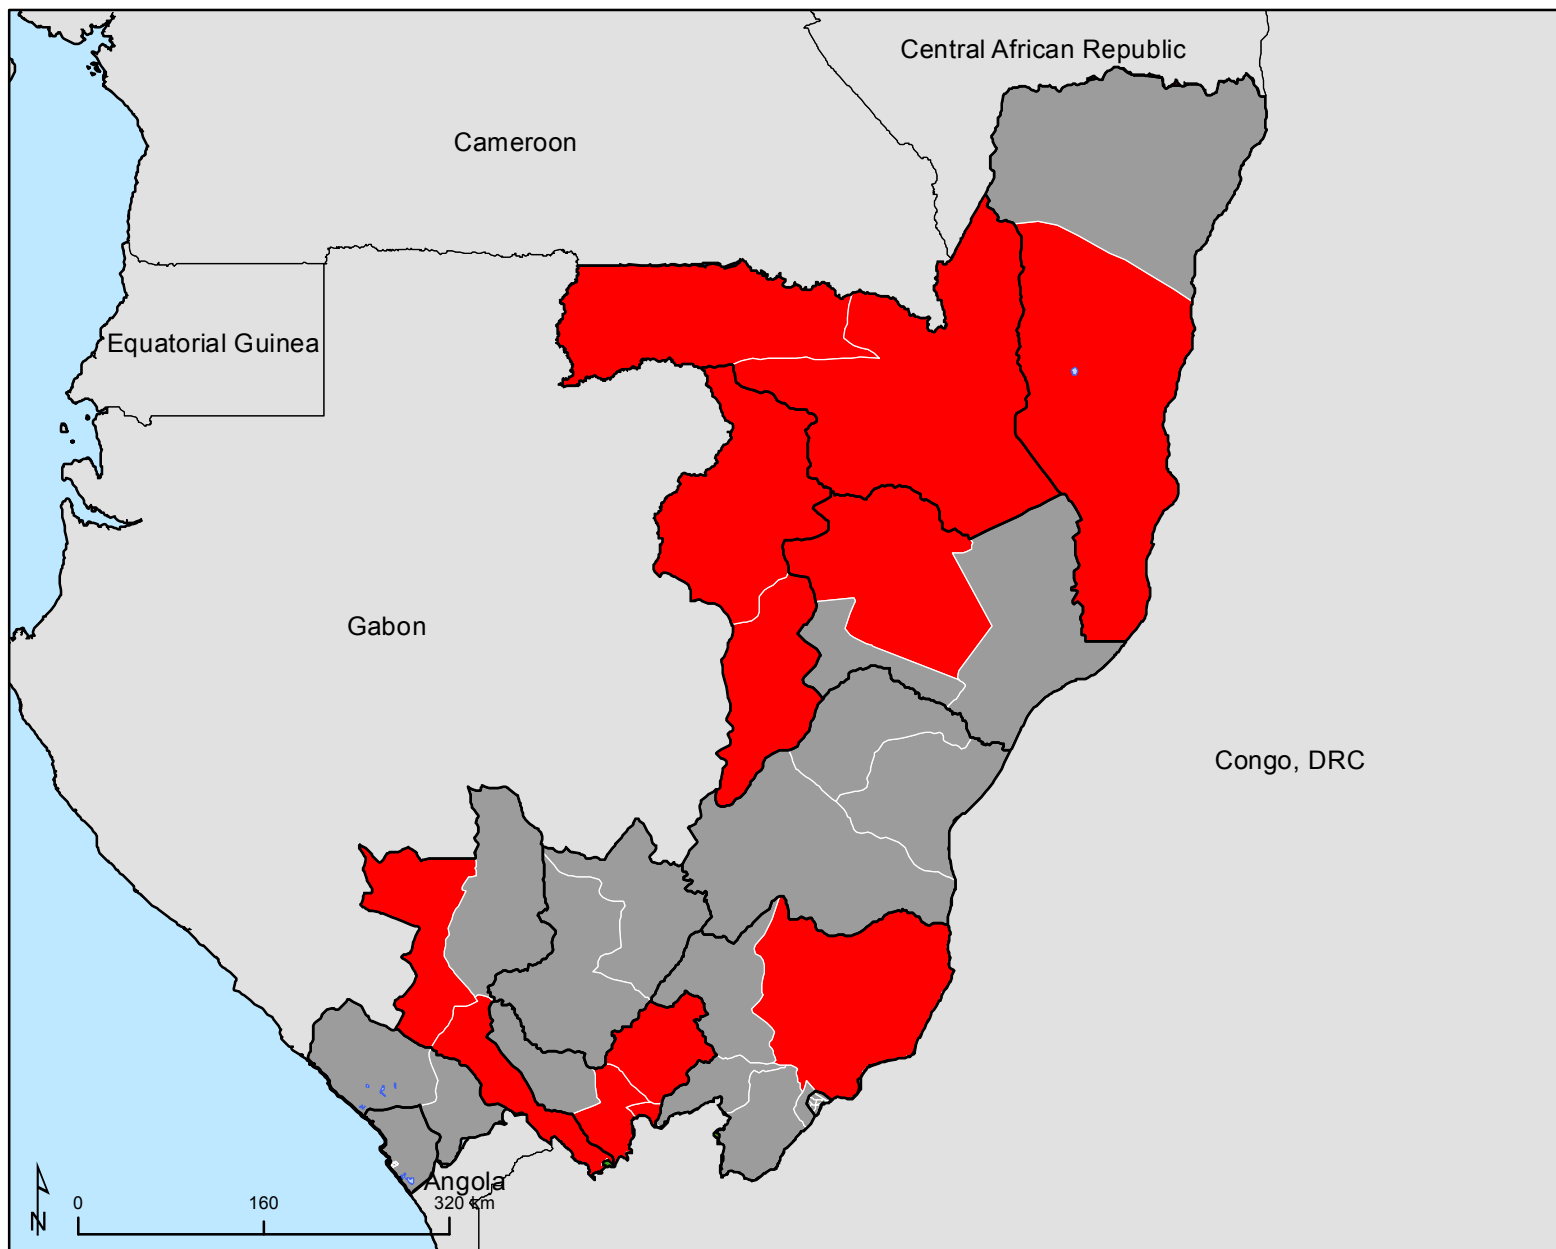 Central African Republic
Cameroon
Equatorial Guinea
Gabon
Congo, DRC
Angola
0 160 320 km
N